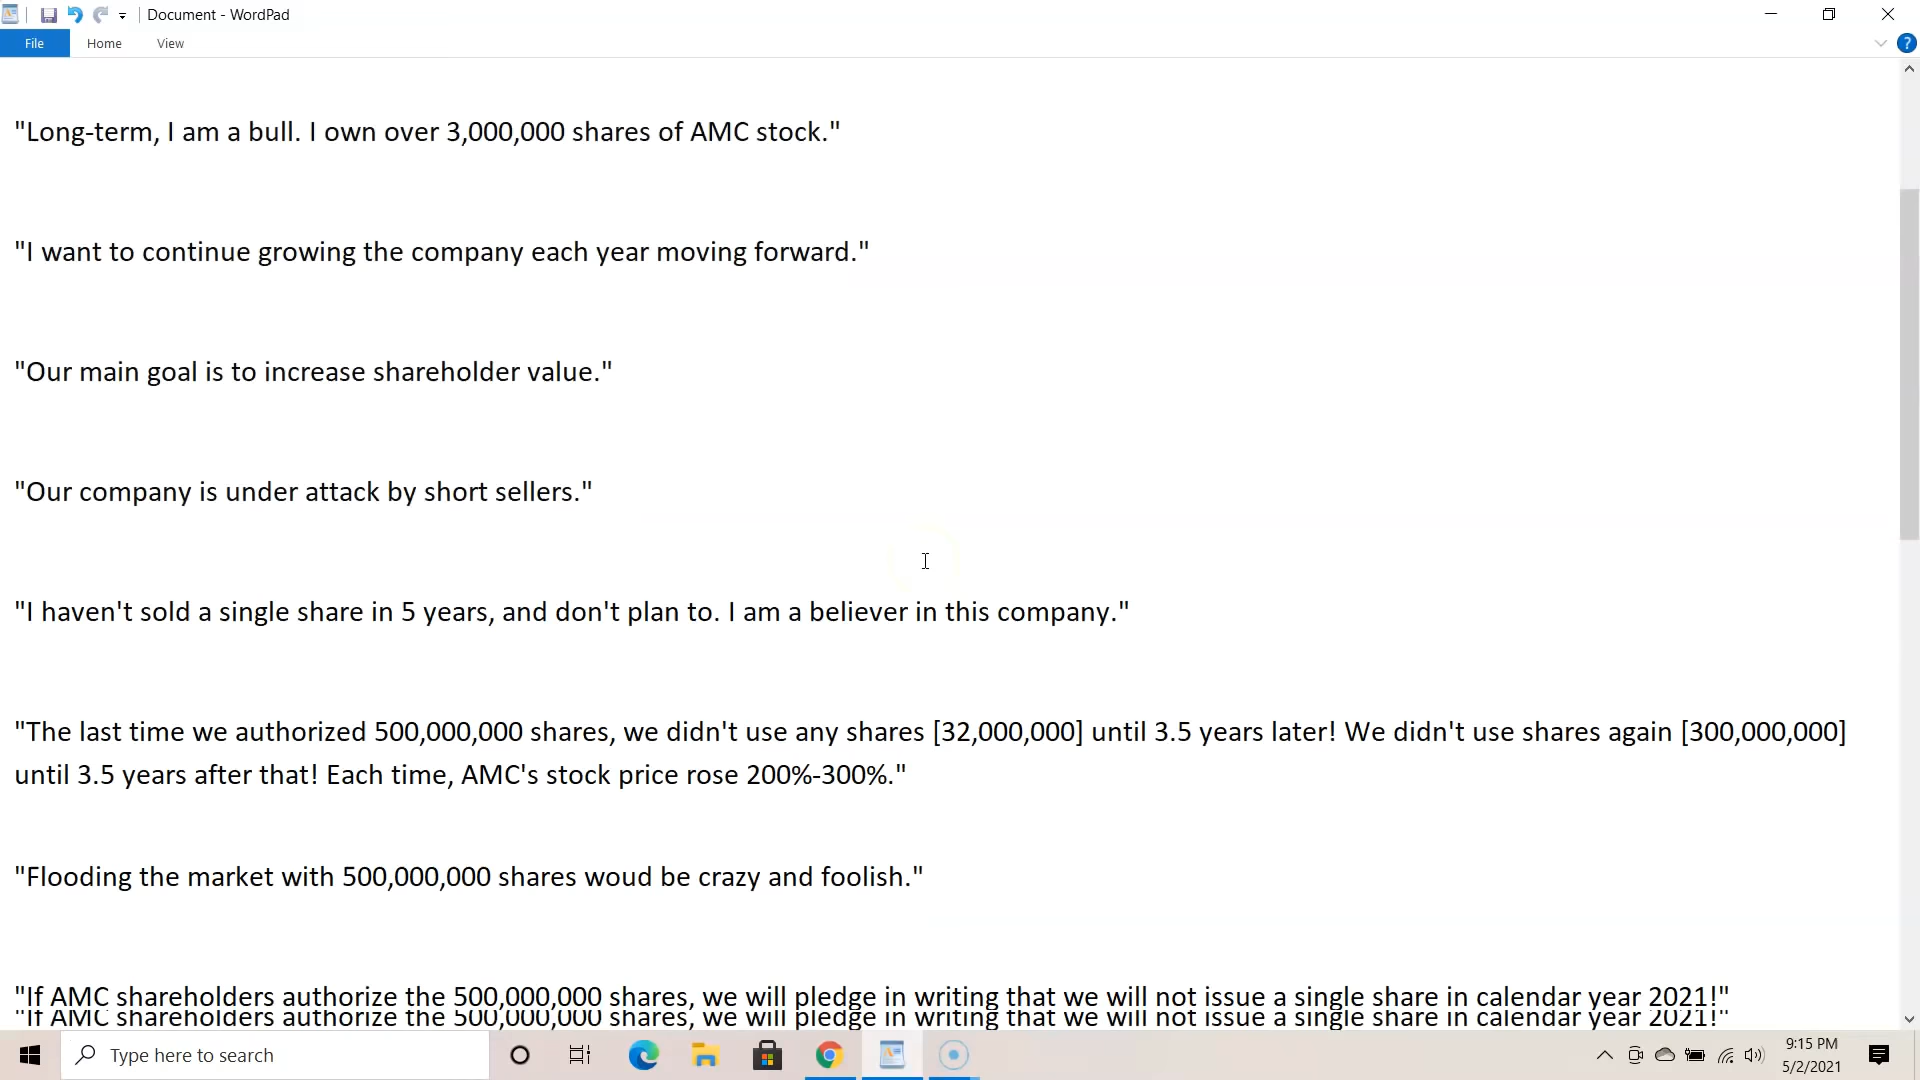 Document - WordPad
File Home View
"Long-term, I am a bull. I own over 3,000,000 shares of AMC stock."
"I want to continue growing the company each year moving forward."
"Our main goal is to increase shareholder value."
"Our company is under attack by short sellers."
"I haven't sold a single share in 5 years, and don't plan to. I am a believer in this company."
"The last time we authorized 500,000,000 shares, we didn't use any shares [32,000,000] until 3.5 years later! We didn't use shares again [300,000,000]
until 3.5 years after that! Each time, AMC's stock price rose 200%-300%."
"Flooding the market with 500,000,000 shares woud be crazy and foolish."
"If AMC shareholders authorize the 500,000,000 shares, we will pledge in writing that we will not issue a single share in calendar year 2021!"
"If AMC shareholders authorize the 500,000,000 shares, we will pledge in writing that we will not issue a single share in calendar year 2021!"
Type here to search
9:15 PM
5/2/2021